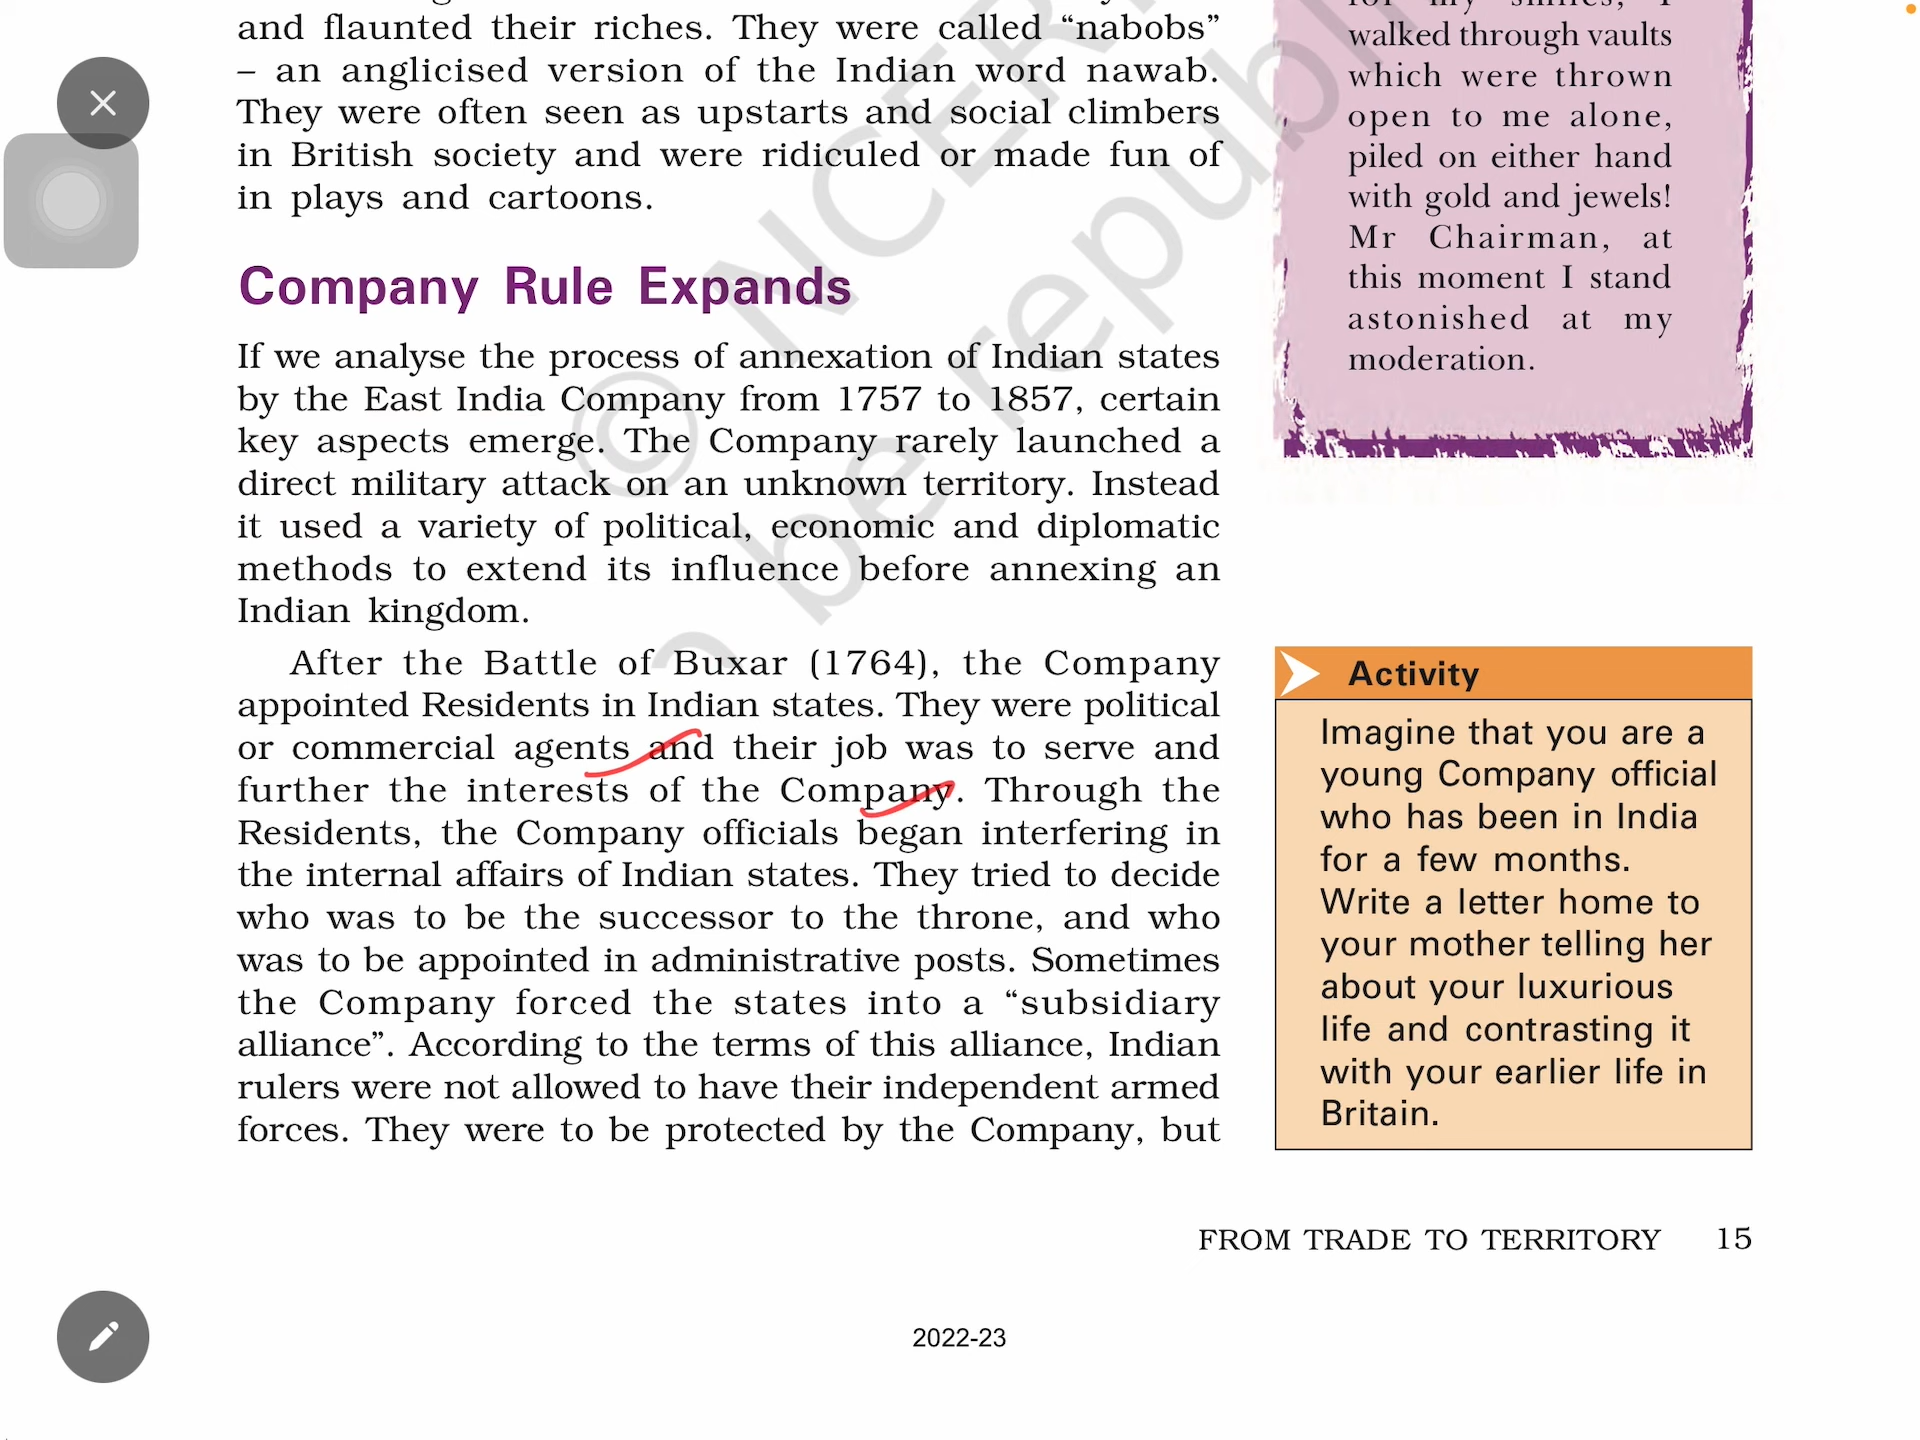 and flaunted their riches. They were called “nabobs”
– an anglicised version of the Indian word nawab.
They were often seen as upstarts and social climbers
in British society and were ridiculed or made fun of
in plays and cartoons.
Company Rule Expands
If we analyse the process of annexation of Indian states
by the East India Company from 1757 to 1857, certain
key aspects emerge. The Company rarely launched a
direct military attack on an unknown territory. Instead
it used a variety of political, economic and diplomatic
methods to extend its influence before annexing an
Indian kingdom.
After the Battle of Buxar (1764), the Company
appointed Residents in Indian states. They were political
or commercial agents and their job was to serve and
further the interests of the Company. Through the
Residents, the Company officials began interfering in
the internal affairs of Indian states. They tried to decide
who was to be the successor to the throne, and who
was to be appointed in administrative posts. Sometimes
the Company forced the states into a “subsidiary
alliance”. According to the terms of this alliance, Indian
rulers were not allowed to have their independent armed
forces. They were to be protected by the Company, but
for my smiles; I
walked through vaults
which were thrown
open to me alone,
piled on either hand
with gold and jewels!
Mr Chairman, at
this moment I stand
astonished at my
moderation.
Activity
Imagine that you are a
young Company official
who has been in India
for a few months.
Write a letter home to
your mother telling her
about your luxurious
life and contrasting it
with your earlier life in
Britain.
FROM TRADE TO TERRITORY 15
2022-23
© NCER
be republi